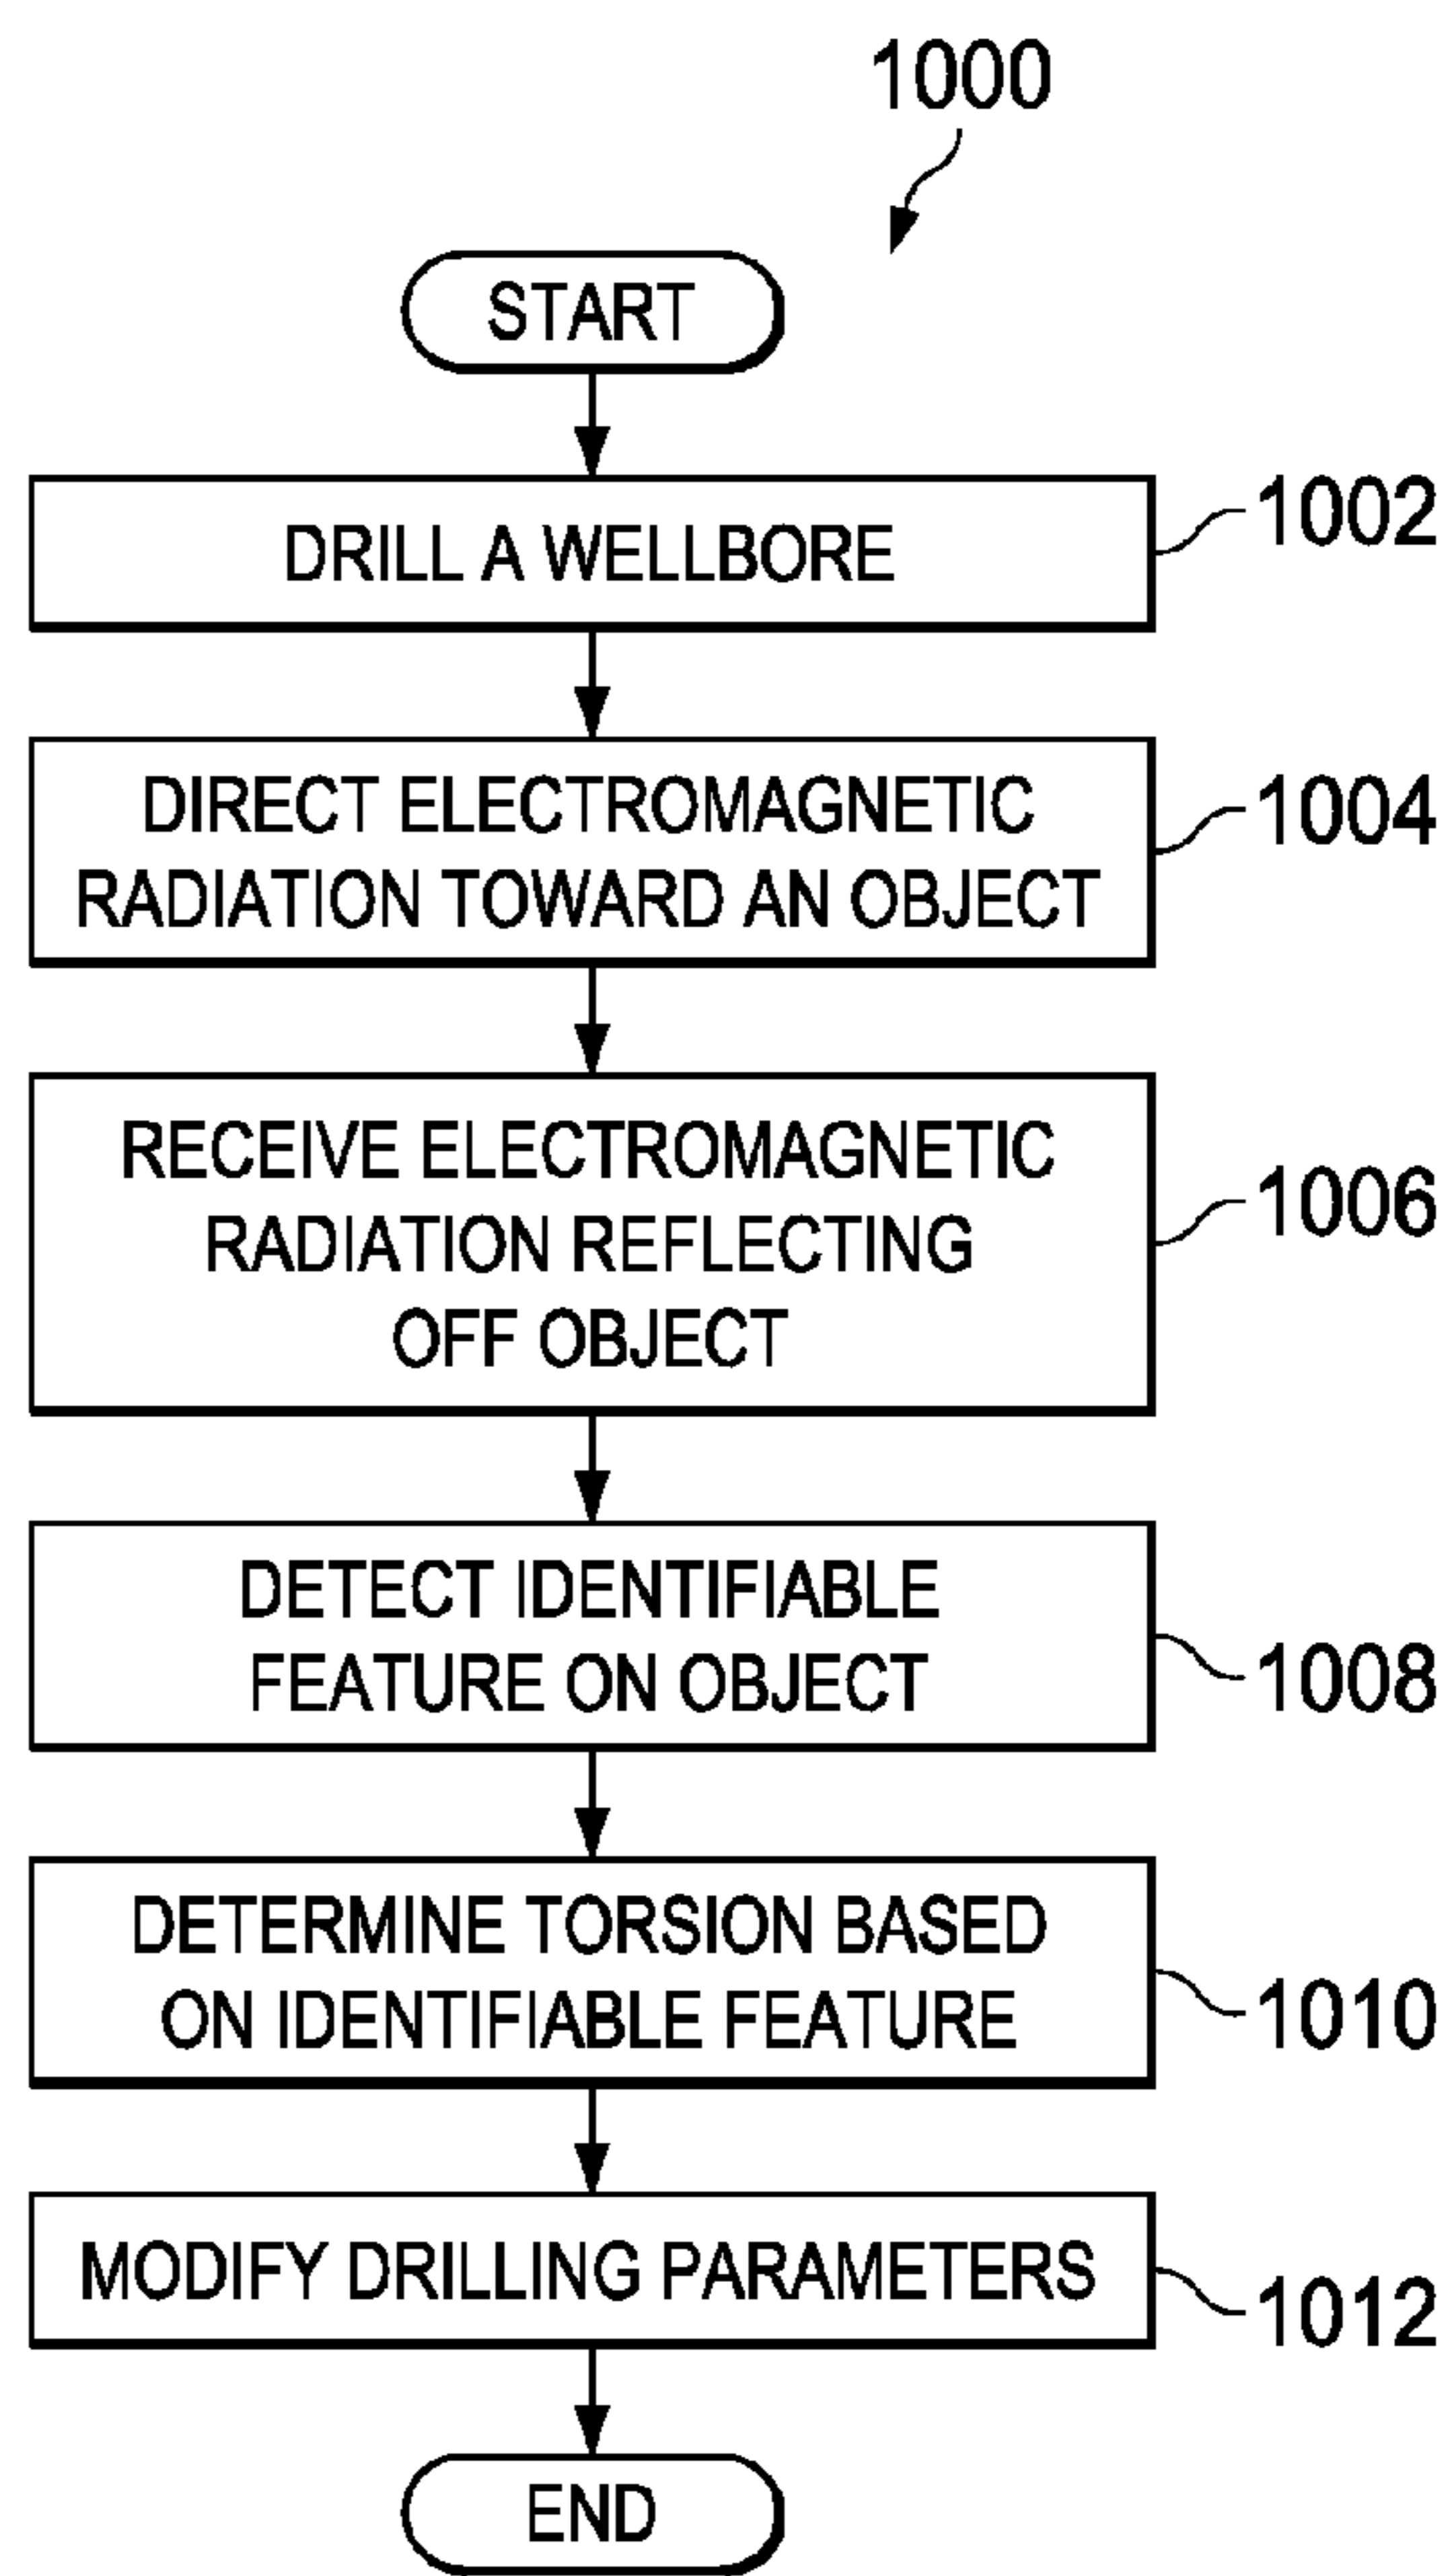 1000
START
DRILL A WELLBORE
1002
DIRECT ELECTROMAGNETIC
RADIATION TOWARD AN OBJECT
1004
RECEIVE ELECTROMAGNETIC
RADIATION REFLECTING
OFF OBJECT
1006
DETECT IDENTIFIABLE
FEATURE ON OBJECT
1008
DETERMINE TORSION BASED
ON IDENTIFIABLE FEATURE
1010
MODIFY DRILLING PARAMETERS
1012
END